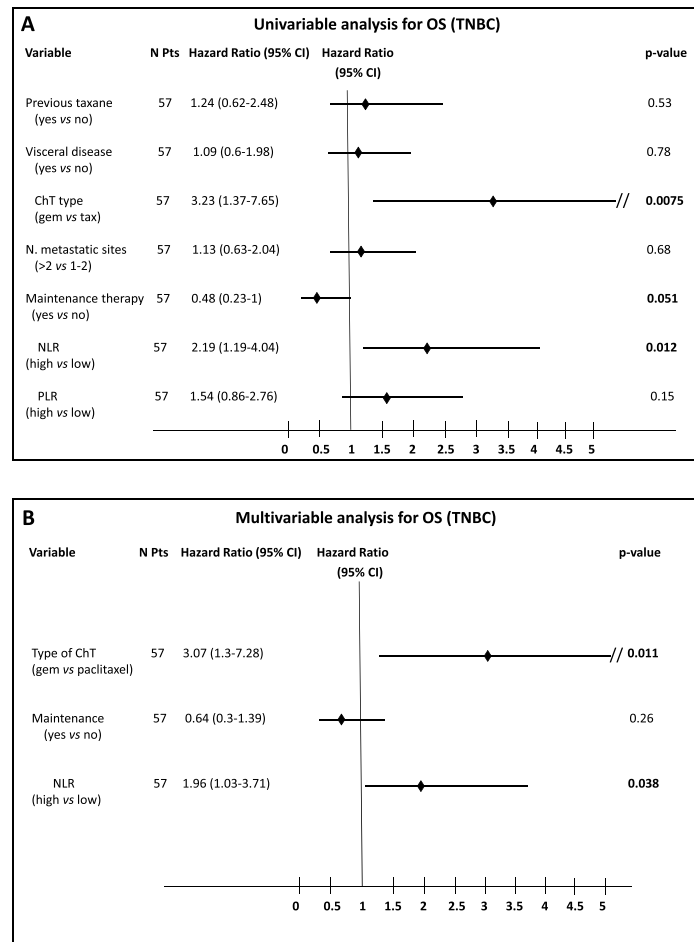 A Univariable analysis for OS (TNBC)
Variable N Pts Hazard Ratio (95% CI) Hazard Ratio p-value
(95% CI)
Previous taxane 57 1.24 (0.62-2.48) 0.53
(yes vs no)
Visceral disease 57 1.09 (0.6-1.98) 0.78
(yes vs no)
ChT type 57 3.23 (1.37-7.65) // 0.0075
(gem vs tax)
N. metastatic sites 57 1.13 (0.63-2.04) 0.68
(>2 vs 1-2)
Maintenance therapy 57 0.48 (0.23-1) 0.051
(yes vs no)
NLR 57 2.19 (1.19-4.04) 0.012
(high vs low)
PLR 57 1.54 (0.86-2.76) 0.15
(high vs low)
0 0.5 1 1.5 2 2.5 3 3.5 4 4.5 5
B Multivariable analysis for OS (TNBC)
Variable N Pts Hazard Ratio (95% CI) Hazard Ratio p-value
(95% CI)
Type of ChT 57 3.07 (1.3-7.28) // 0.011
(gem vs paclitaxel)
Maintenance 57 0.64 (0.3-1.39) 0.26
(yes vs no)
NLR 57 1.96 (1.03-3.71) 0.038
(high vs low)
0 0.5 1 1.5 2 2.5 3 3.5 4 4.5 5